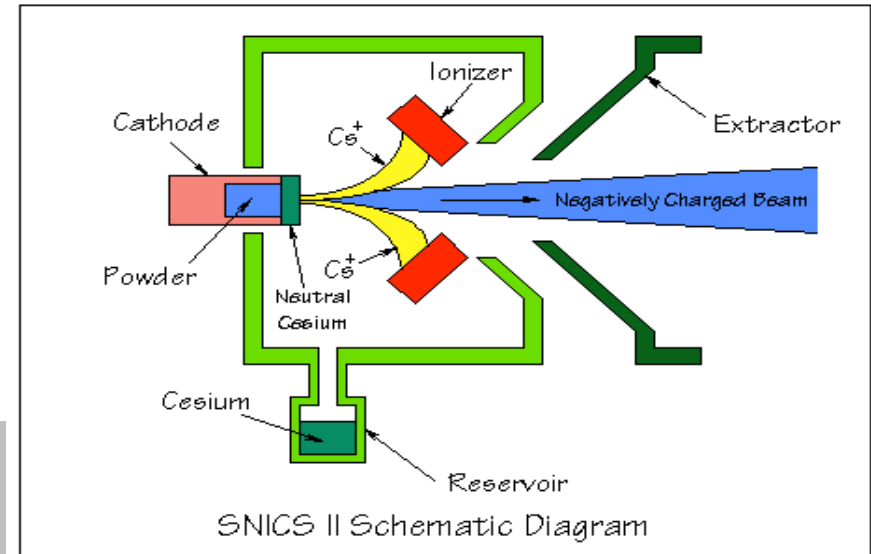 Ionizer
Cs+
Cathode
Extractor
Negatively Charged Beam
Powder
Cs+
Neutral
Cesium
Cesium
Reservoir
SNICS II Schematic Diagram